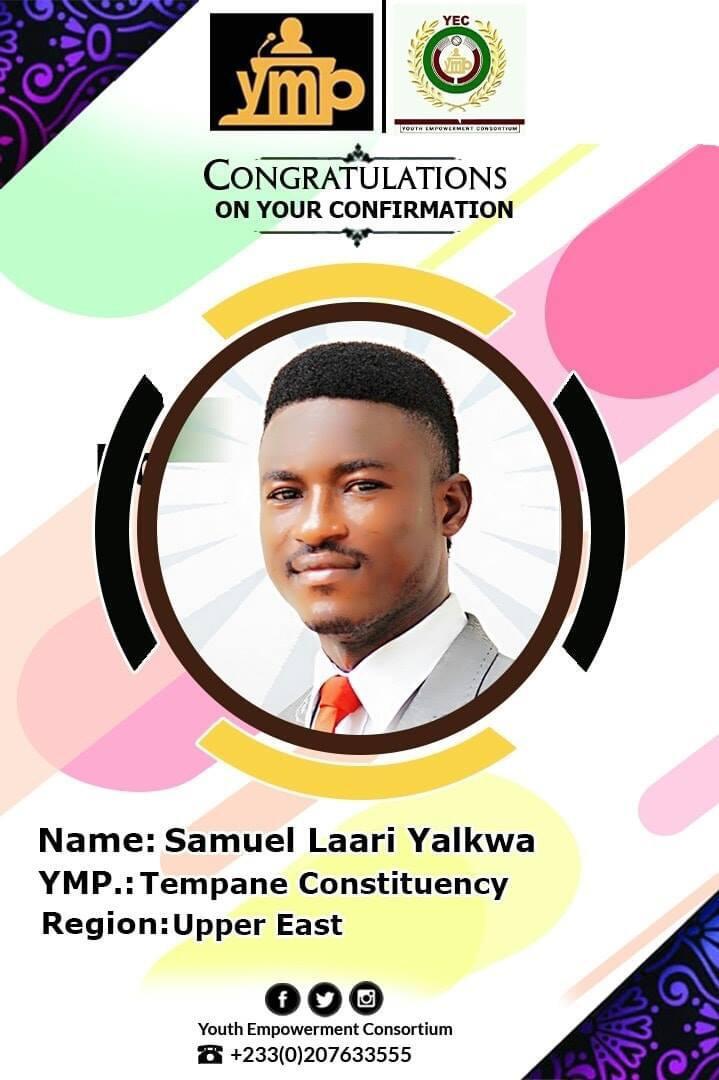 ymp
YEC
YOUTH EMPOWERMENT CONSORTIUM
CONGRATULATIONS
ON YOUR CONFIRMATION
Name: Samuel Laari Yalkwa
YMP.: Tempane Constituency
Region: Upper East
Youth Empowerment Consortium
☎ +233(0)207633555